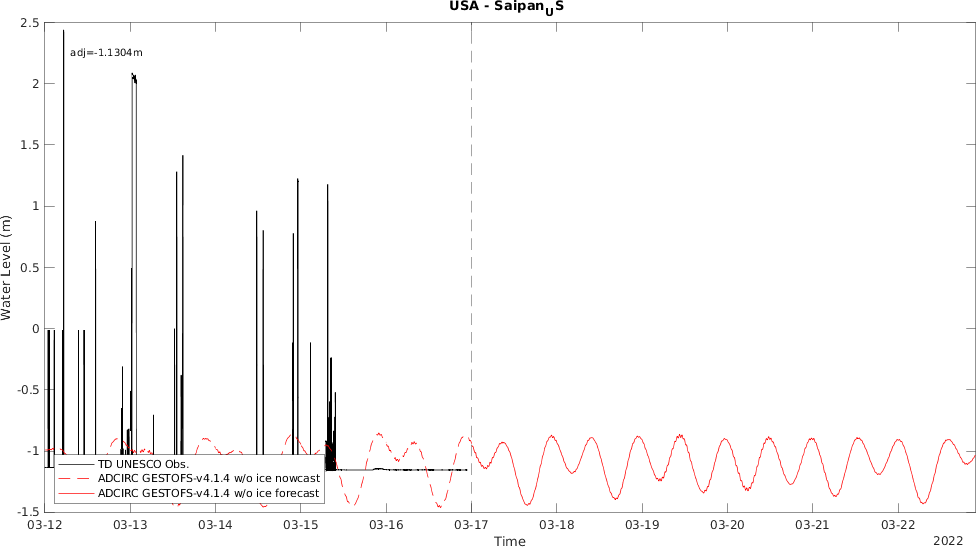 USA - Saipan_US
2.5
adj=-1.1304m
2
1.5
1
0.5
0
-0.5
-1
-1.5
Water Level (m)
TD UNESCO Obs.
ADCIRC GESTOFS-v4.1.4 w/o ice nowcast
ADCIRC GESTOFS-v4.1.4 w/o ice forecast
03-12 03-13 03-14 03-15 03-16 03-17 03-18 03-19 03-20 03-21 03-22
Time
2022